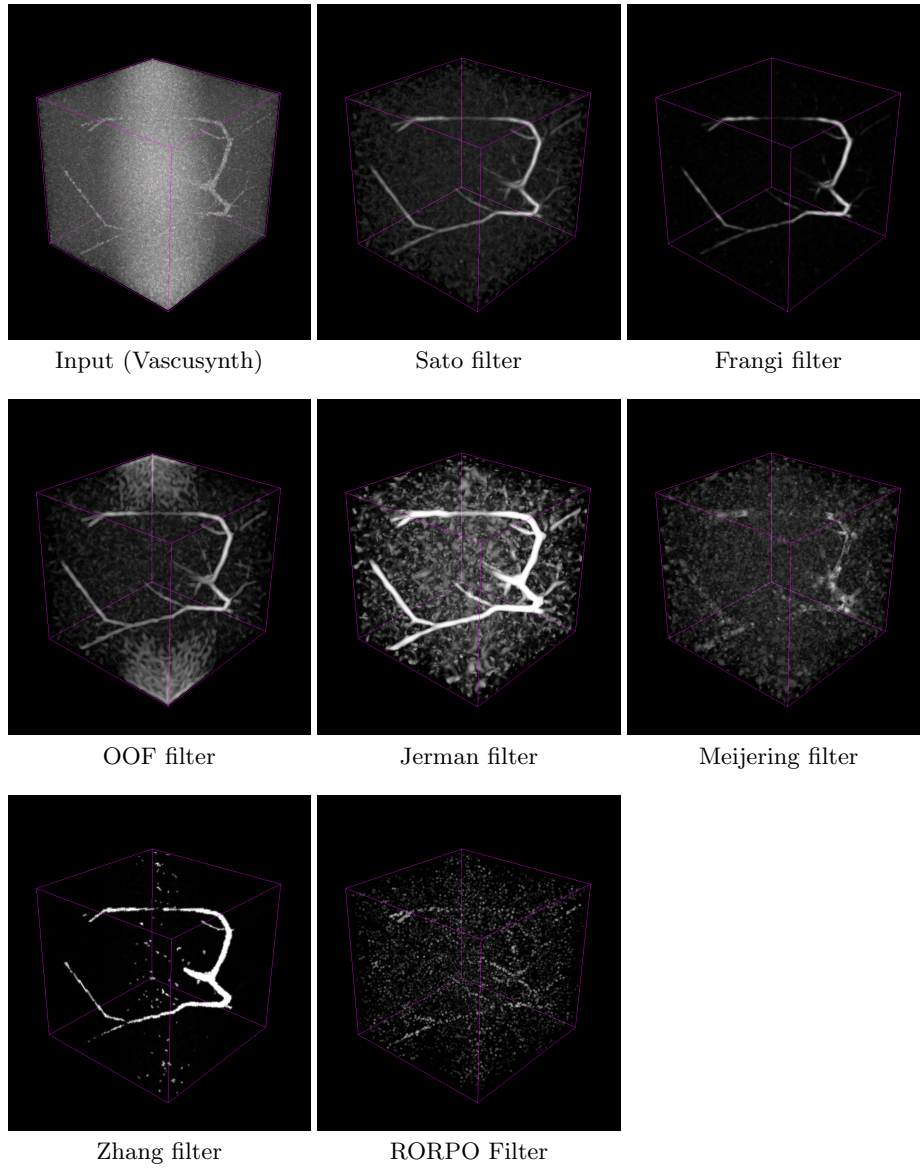 Input (Vascusynth)
Sato filter
Frangi filter
OOF filter
Jerman filter
Meijering filter
Zhang filter
RORPO Filter